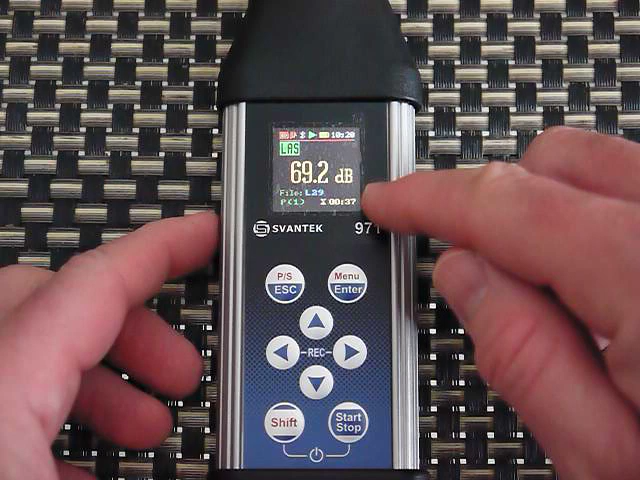 10:20
LAS
69.2 dB
File: L29
P(1) 00:37
SVANTEK 971
P/S Menu
ESC Enter
REC
Shift Start
Stop